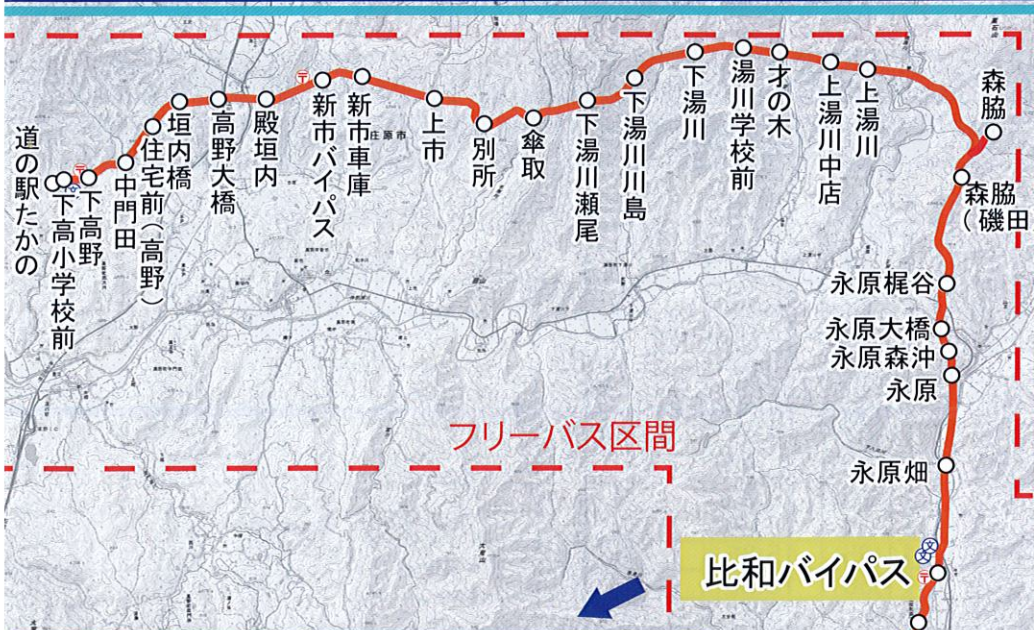 道の駅たかの
下高小学校前
下高野
中門田
住宅前(高野)
垣内橋
高野大橋
殿垣内
新市バイパス
新市車庫
上市
別所
傘取
下湯川瀬尾
下湯川川島
下湯川
湯川学校前
才の木
上湯川中店
上湯川
森脇
森脇
(磯田
永原梶谷
永原大橋
永原森沖
永原
永原畑
比和バイパス
フリーバス区間
庄原市
〒
〒
〒
文
文